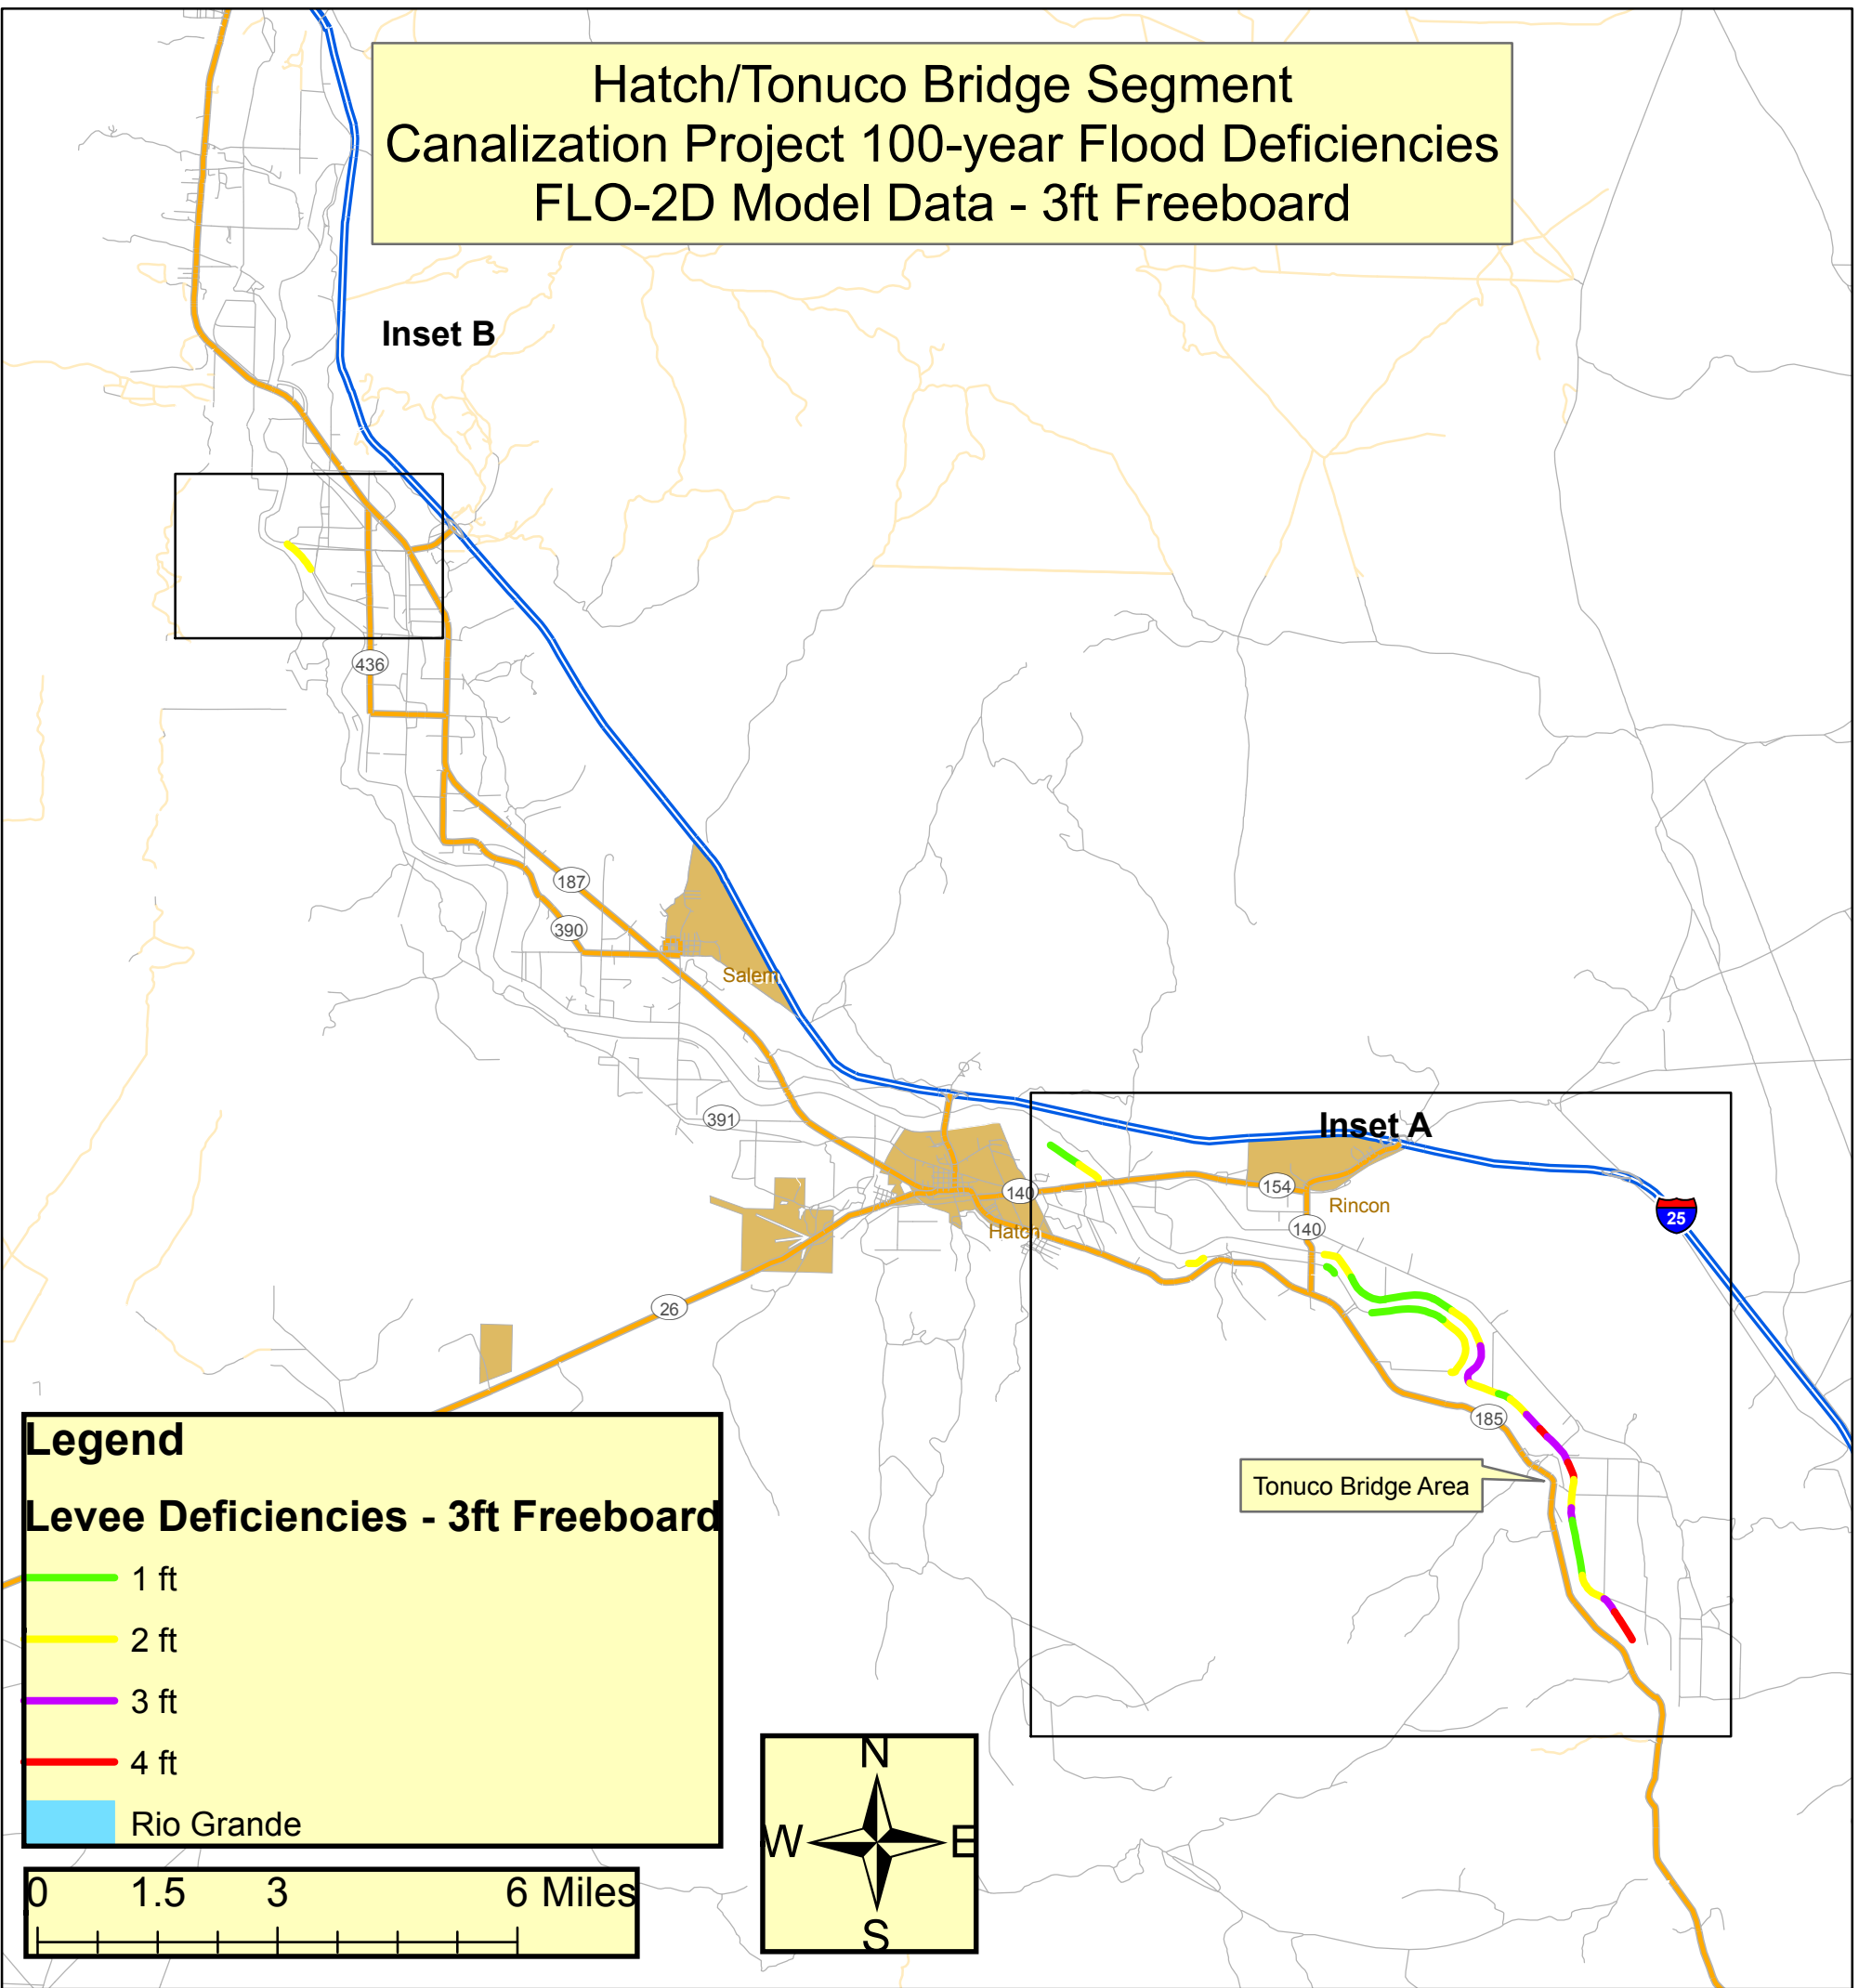 Hatch/Tonuco Bridge Segment
Canalization Project 100-year Flood Deficiencies
FLO-2D Model Data - 3ft Freeboard
Inset B
436
187
390
Salem
391
Inset A
140
154
Rincon
140
25
Hatch
26
185
Tonuco Bridge Area
Legend
Levee Deficiencies - 3ft Freeboard
1 ft
2 ft
3 ft
4 ft
Rio Grande
0 1.5 3 6 Miles
N
W E
S